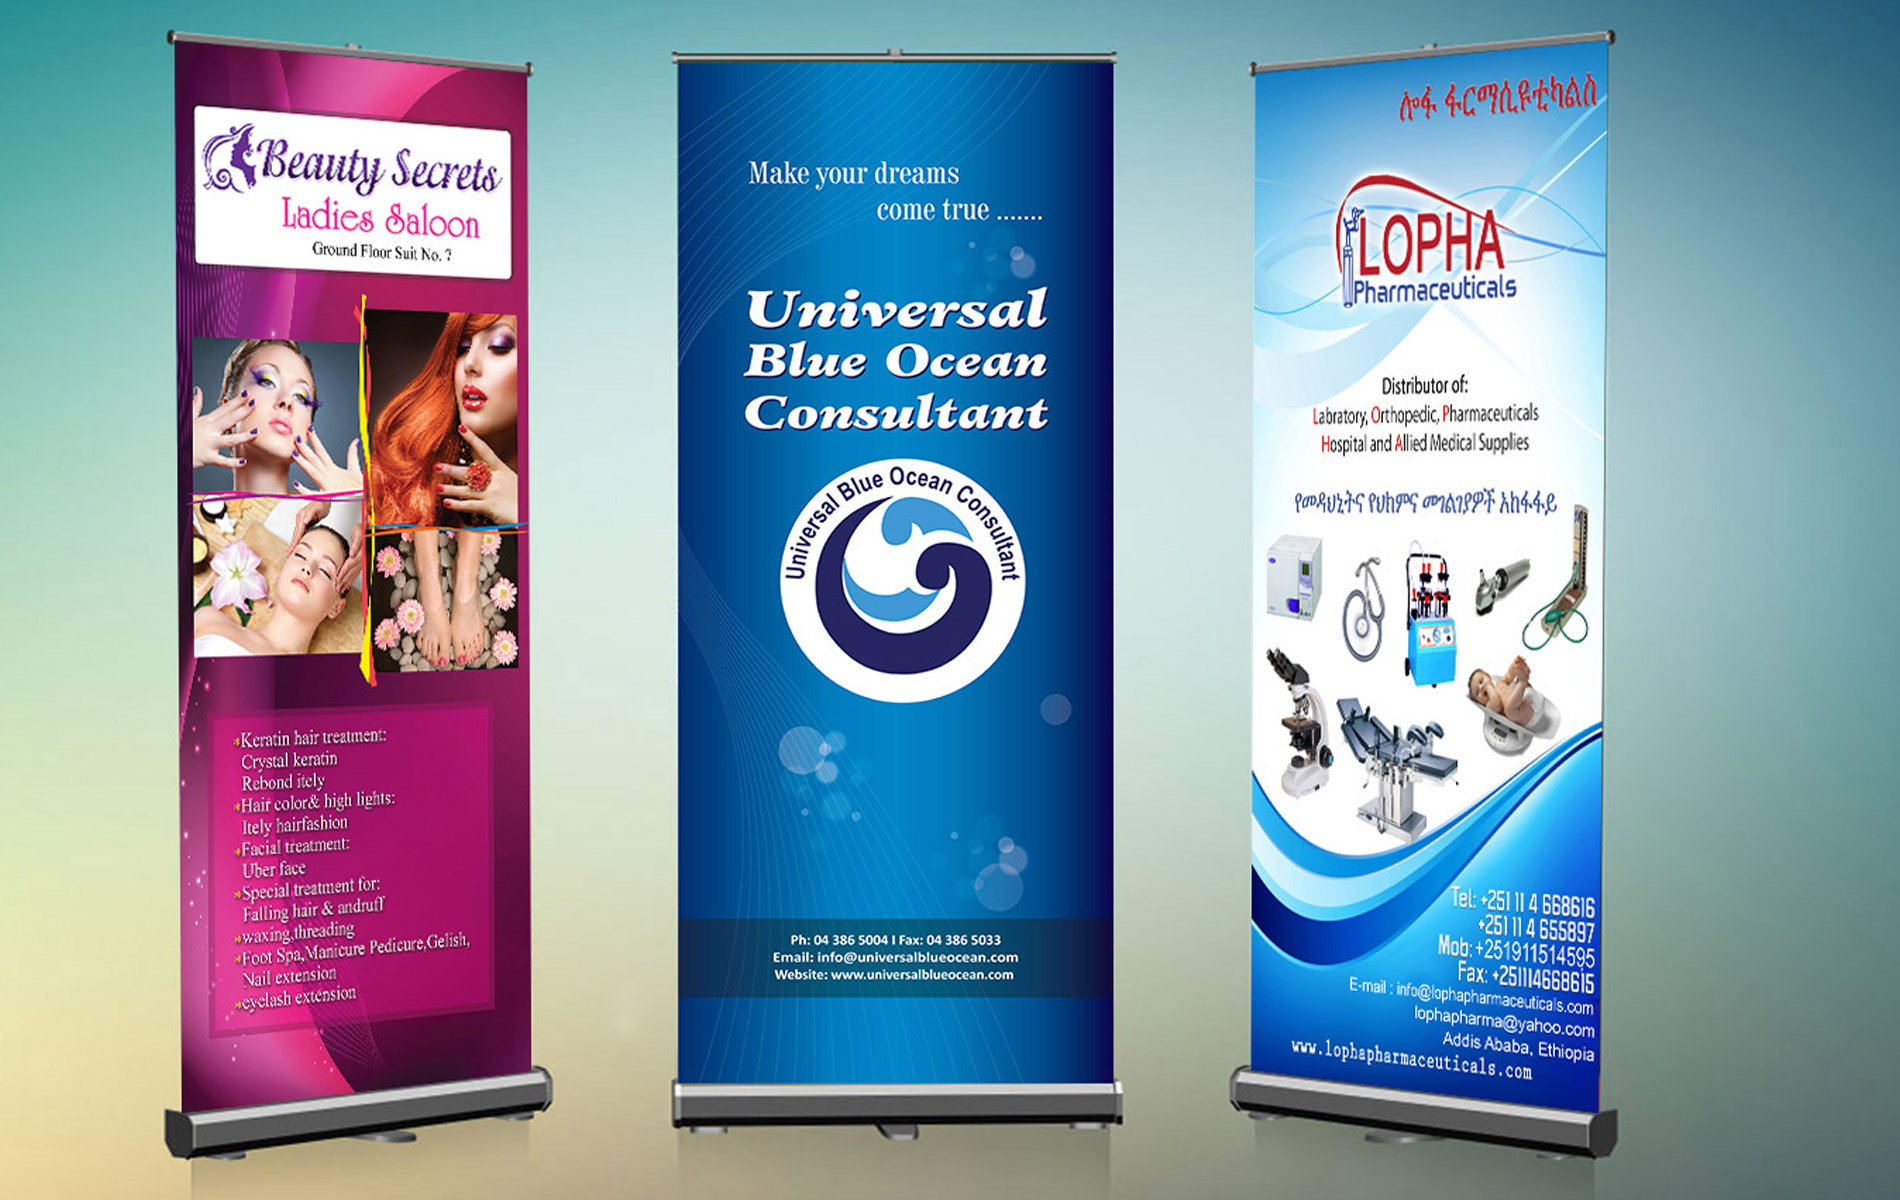 Beauty Secrets
Ladies Saloon
Ground Floor Suit No. 7
*Keratin hair treatment:
Crystal keratin
Rebond itely
*Hair color& high lights:
Itely hairfashion
*Facial treatment:
Uber face
*Special treatment for:
Falling hair & andruff
*waxing,threading
*Foot Spa,Manicure Pedicure,Gelish,
Nail extension
*eyelash extension
Make your dreams
come true .......
Universal
Blue Ocean
Consultant
Universal Blue Ocean Consultant
Ph: 04 386 5004 I Fax: 04 386 5033
Email: info@universalblueocean.com
Website: www.universalblueocean.com
ሎፋ ፋርማሲዩቲካልስ
LOPHA
Pharmaceuticals
Distributor of:
Labratory, Orthopedic, Pharmaceuticals
Hospital and Allied Medical Supplies
የመዳህኒትና የህክምና መገልገያዎች አከፋፋይ
Tel: +251 11 4 668616
+251 11 4 655897
Mob: +251911514595
Fax: +251114668615
E-mail : info@lophapharmaceuticals.com
lophapharma@yahoo.com
Addis Ababa, Ethiopia
www.lophapharmaceuticals.com